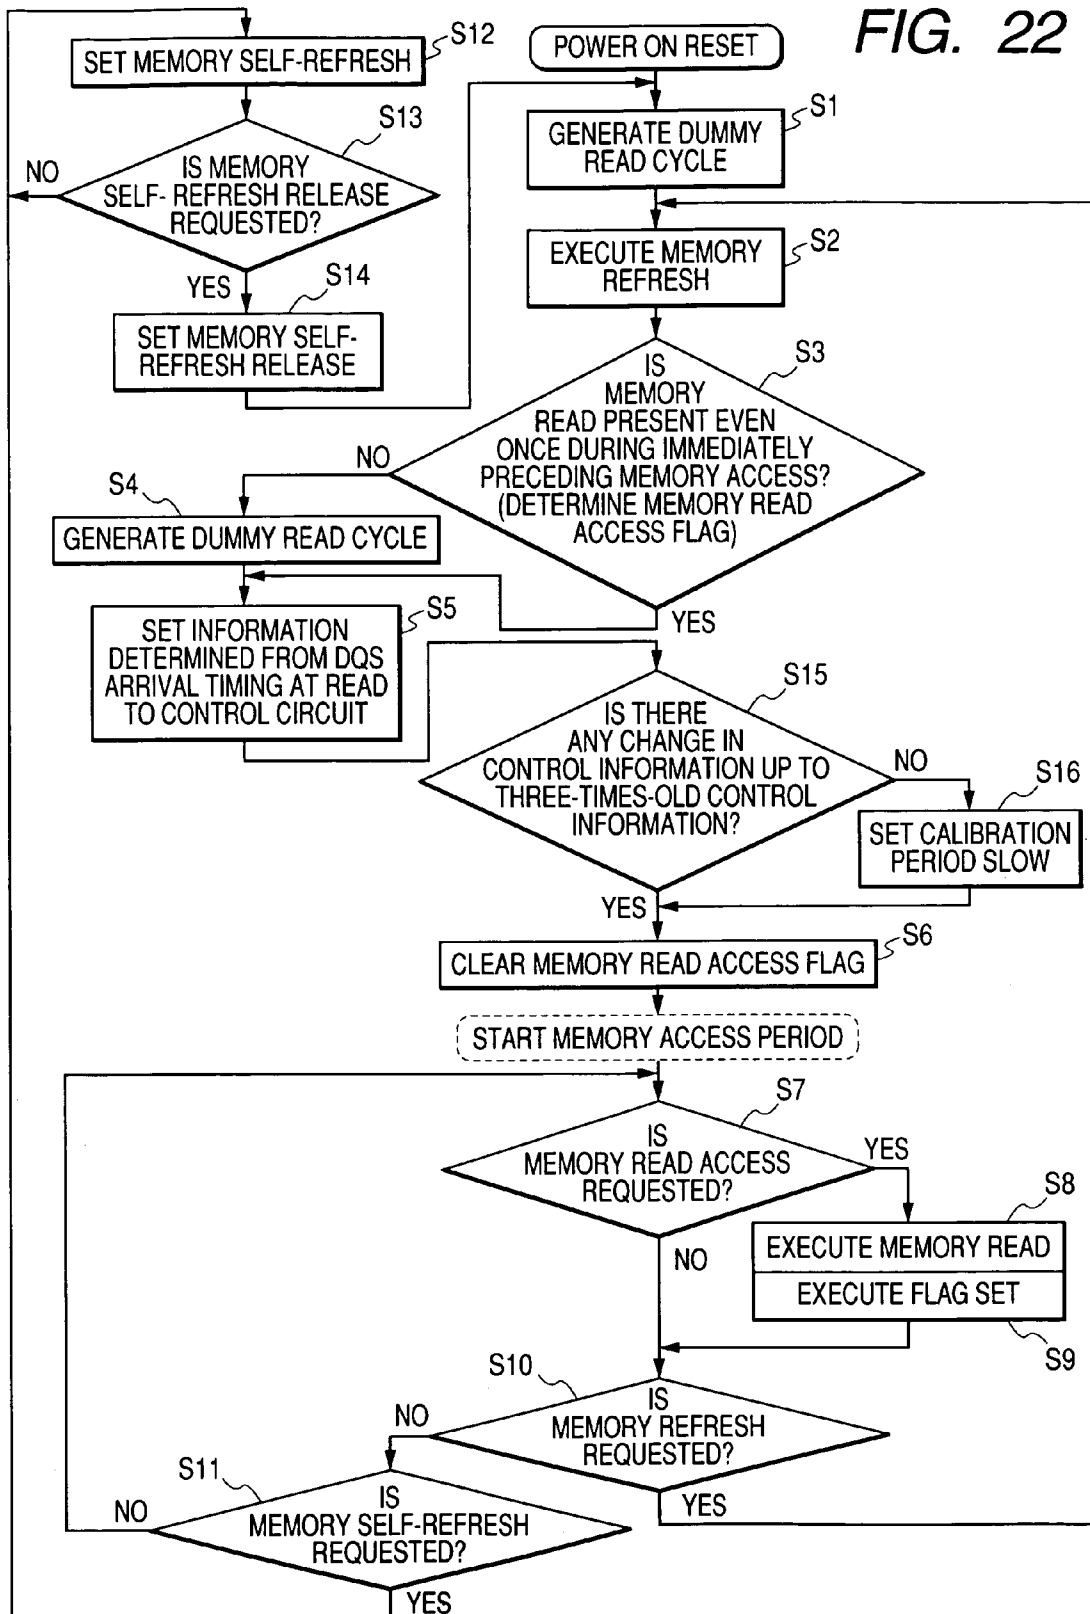 FIG. 22
S12
SET MEMORY SELF-REFRESH
S13
IS MEMORY
SELF- REFRESH RELEASE
REQUESTED?
NO
YES
S14
SET MEMORY SELF-
REFRESH RELEASE
POWER ON RESET
S1
GENERATE DUMMY
READ CYCLE
S2
EXECUTE MEMORY
REFRESH
S3
IS
MEMORY
READ PRESENT EVEN
ONCE DURING IMMEDIATELY
PRECEDING MEMORY ACCESS?
(DETERMINE MEMORY READ
ACCESS FLAG)
NO
YES
S4
GENERATE DUMMY READ CYCLE
S5
SET INFORMATION
DETERMINED FROM DQS
ARRIVAL TIMING AT READ
TO CONTROL CIRCUIT
S15
IS THERE
ANY CHANGE IN
CONTROL INFORMATION UP TO
THREE-TIMES-OLD CONTROL
INFORMATION?
NO
S16
SET CALIBRATION
PERIOD SLOW
YES
S6
CLEAR MEMORY READ ACCESS FLAG
START MEMORY ACCESS PERIOD
S7
IS
MEMORY READ ACCESS
REQUESTED?
YES
S8
EXECUTE MEMORY READ
EXECUTE FLAG SET
S9
NO
S10
IS
MEMORY REFRESH
REQUESTED?
NO
YES
S11
IS
MEMORY SELF-REFRESH
REQUESTED?
NO
YES